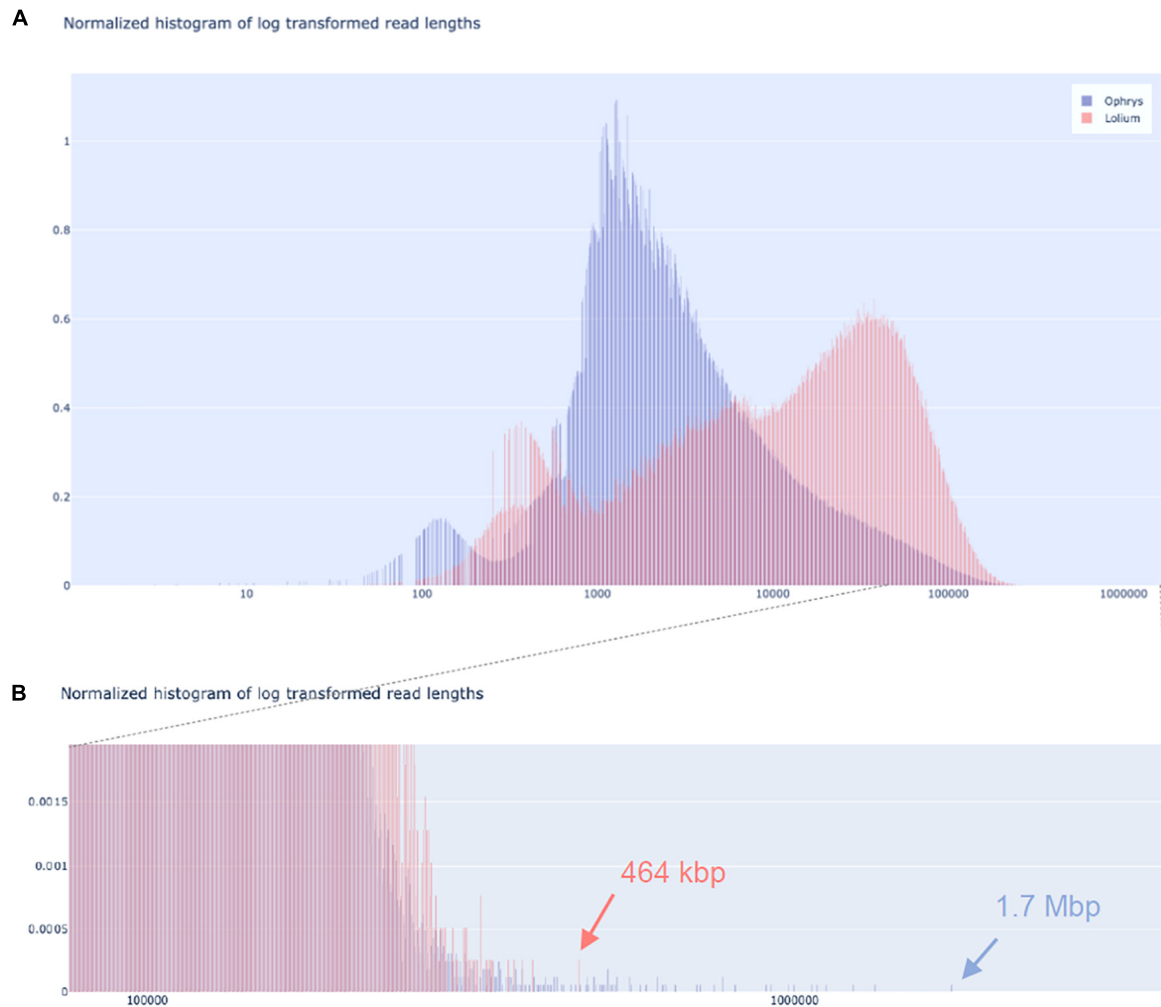 A
Normalized histogram of log transformed read lengths
Ophrys
Lolium
1
0.8
0.6
0.4
0.2
0
10 100 1000 10000 100000 1000000
B
Normalized histogram of log transformed read lengths
0.0015
0.001
0.0005
0
464 kbp
1.7 Mbp
100000 1000000